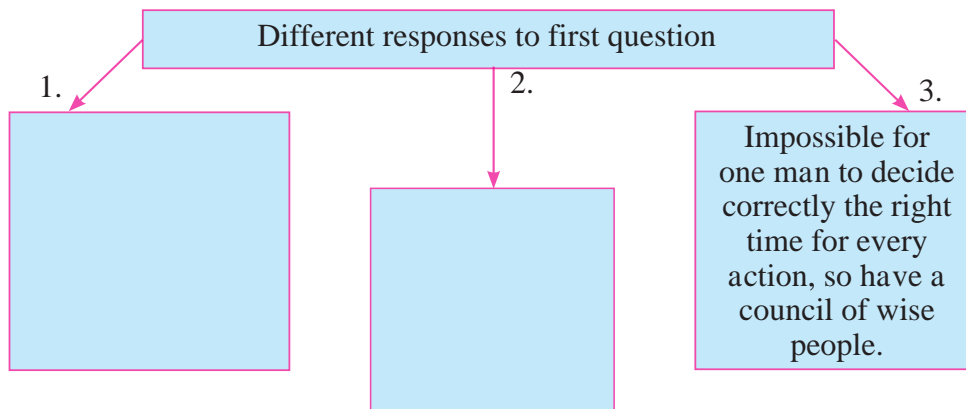 Different responses to first question
1.
2.
3.
Impossible for
one man to decide
correctly the right
time for every
action, so have a
council of wise
people.